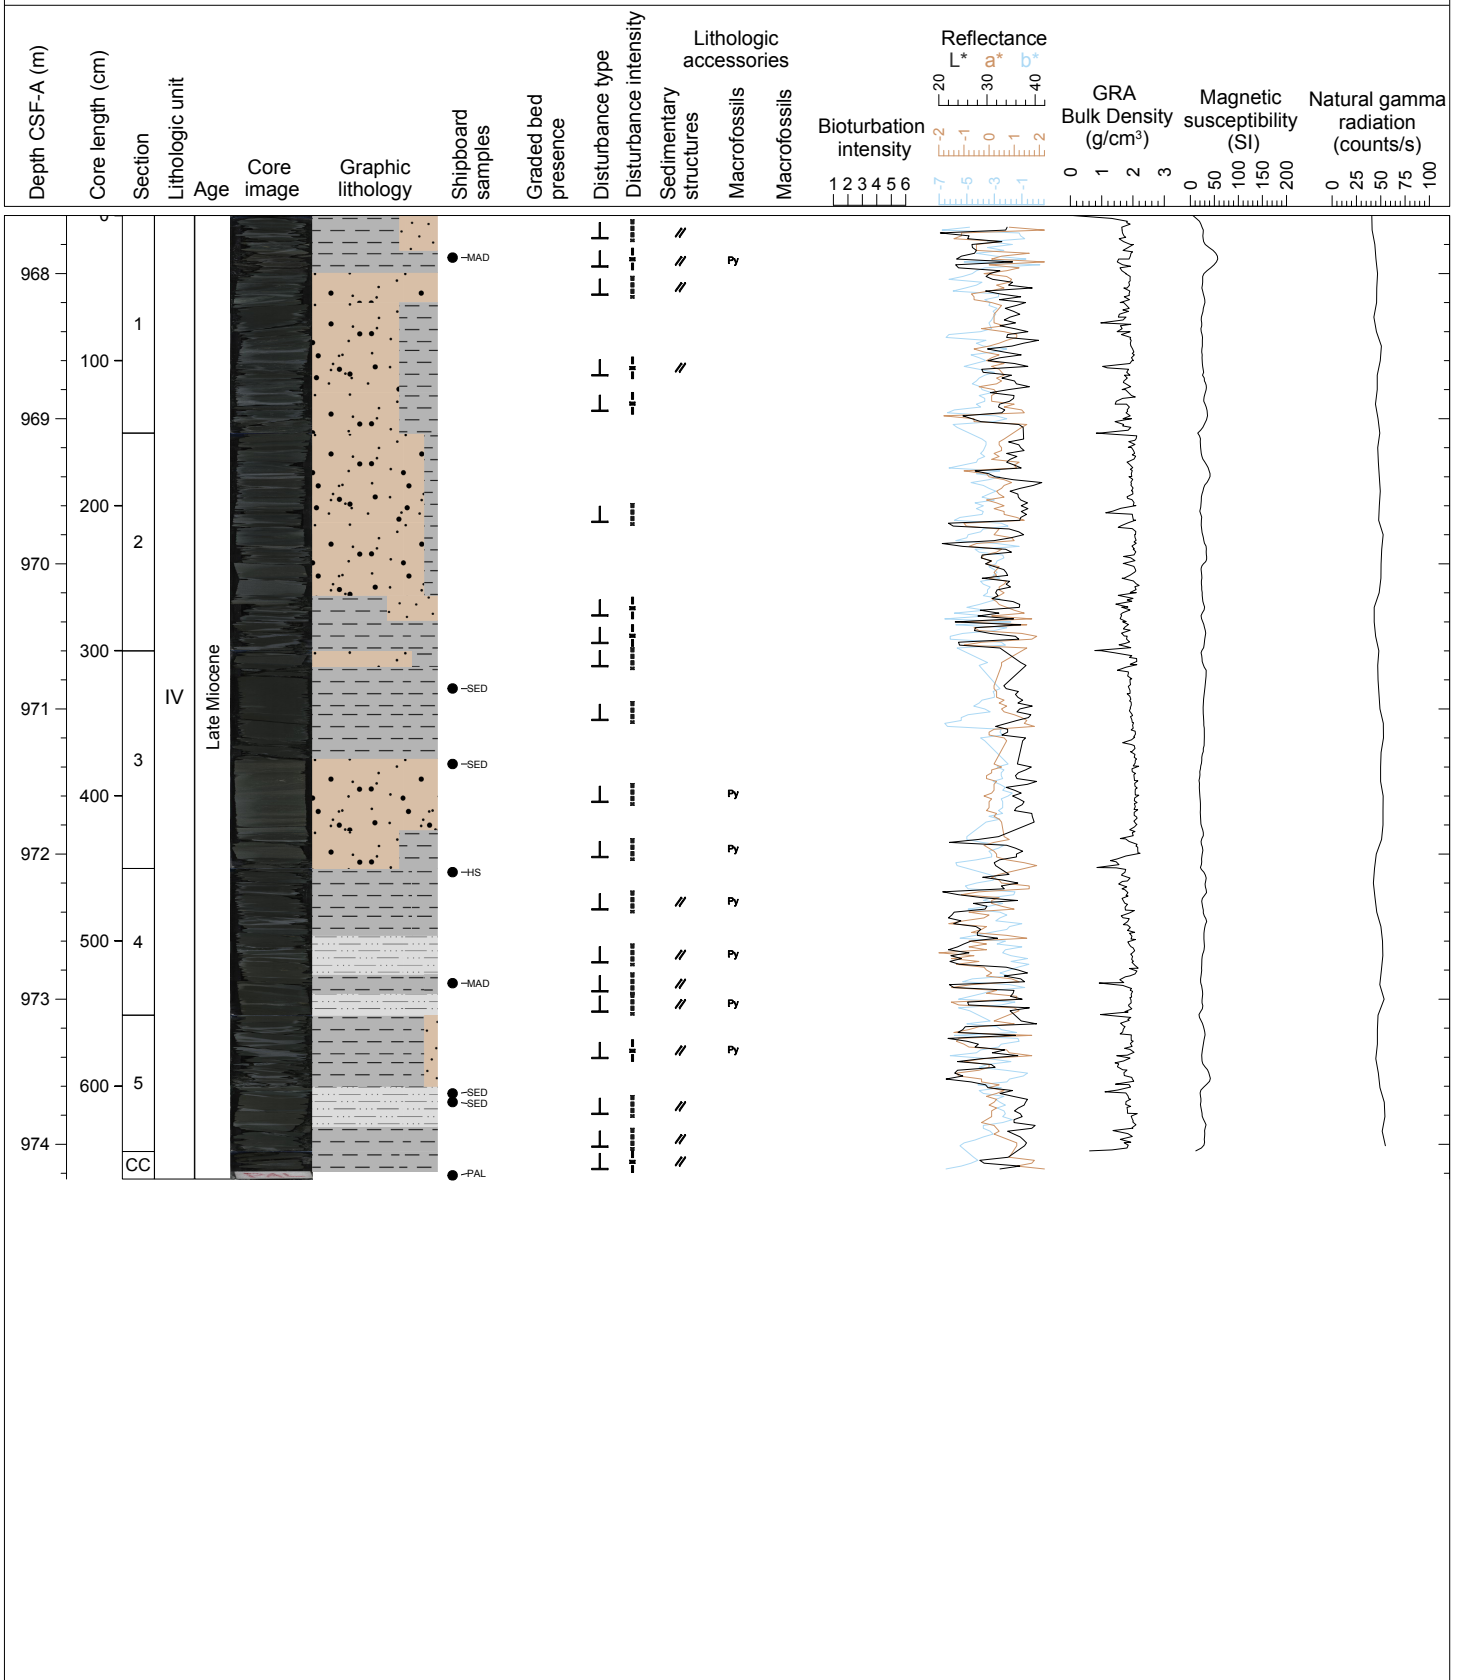 Depth CSF-A (m)
Core length (cm)
Section
Lithologic unit
Age
Core
image
Graphic
lithology
Shipboard
samples
Graded bed
presence
Disturbance type
Disturbance intensity
Lithologic
accessories
Sedimentary
structures
Macrofossils
Macrofossils
Bioturbation
intensity
1 2 3 4 5 6
Reflectance
L* a* b*
20 30 40
-2 -1 0 1 2
-7 -5 -3 -1
GRA
Bulk Density
(g/cm³)
0 1 2 3
Magnetic
susceptibility
(SI)
0 50 100 150 200
Natural gamma
radiation
(counts/s)
0 25 50 75 100
0
MAD
Py
968
1
100
969
200
2
970
300
Late Miocene
IV
SED
971
3
SED
400
Py
972
Py
HS
Py
500
4
Py
MAD
973
Py
Py
600
5
SED
SED
974
CC
PAL
PAL